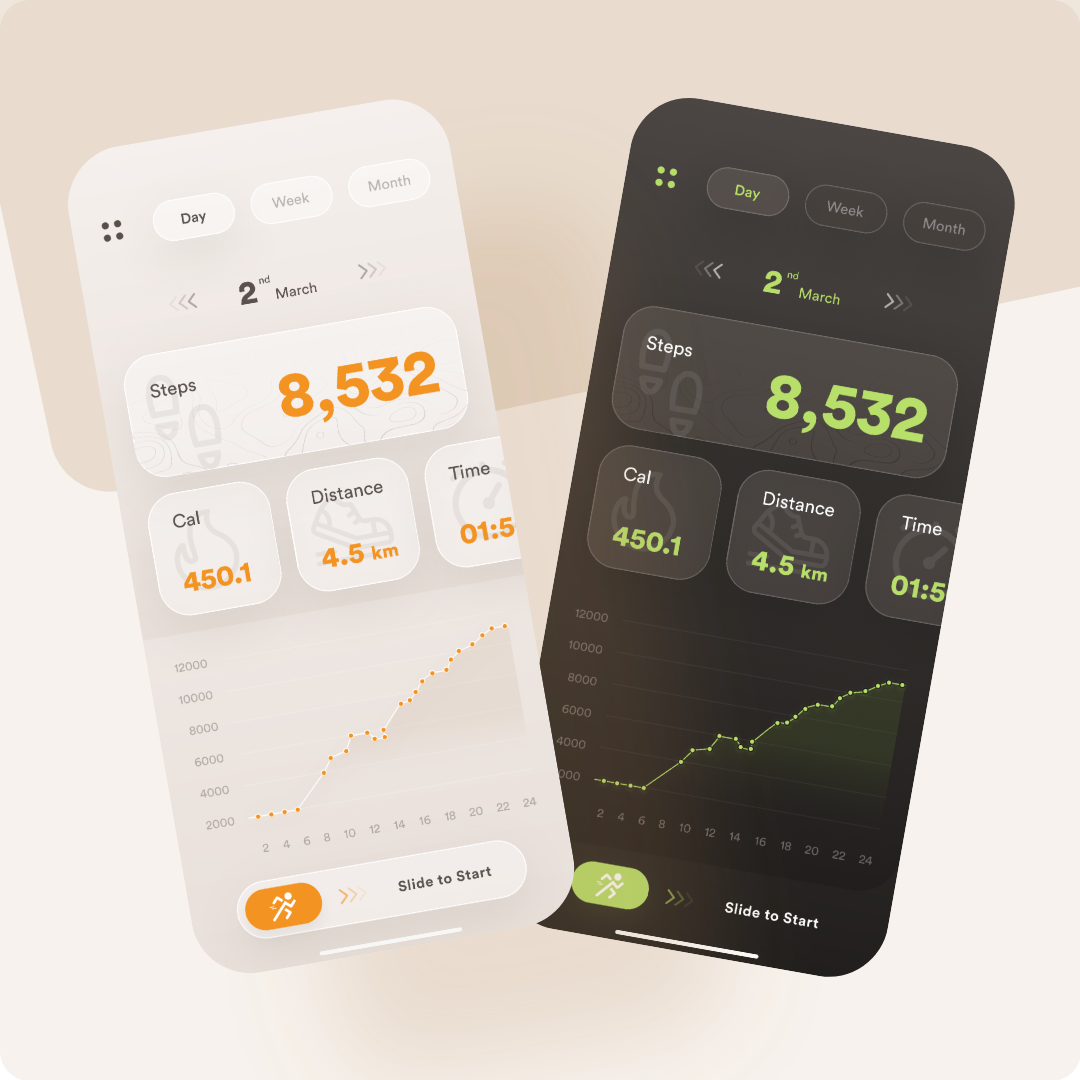 Day Week Month
2nd March
Steps
8,532
Cal
450.1
Distance
4.5 km
Time
01:5
12000
10000
8000
6000
4000
2000
2 4 6 8 10 12 14 16 18 20 22 24
Slide to Start
Day Week Month
2nd March
Steps
8,532
Cal
450.1
Distance
4.5 km
Time
01:5
12000
10000
8000
6000
4000
000
2 4 6 8 10 12 14 16 18 20 22 24
Slide to Start